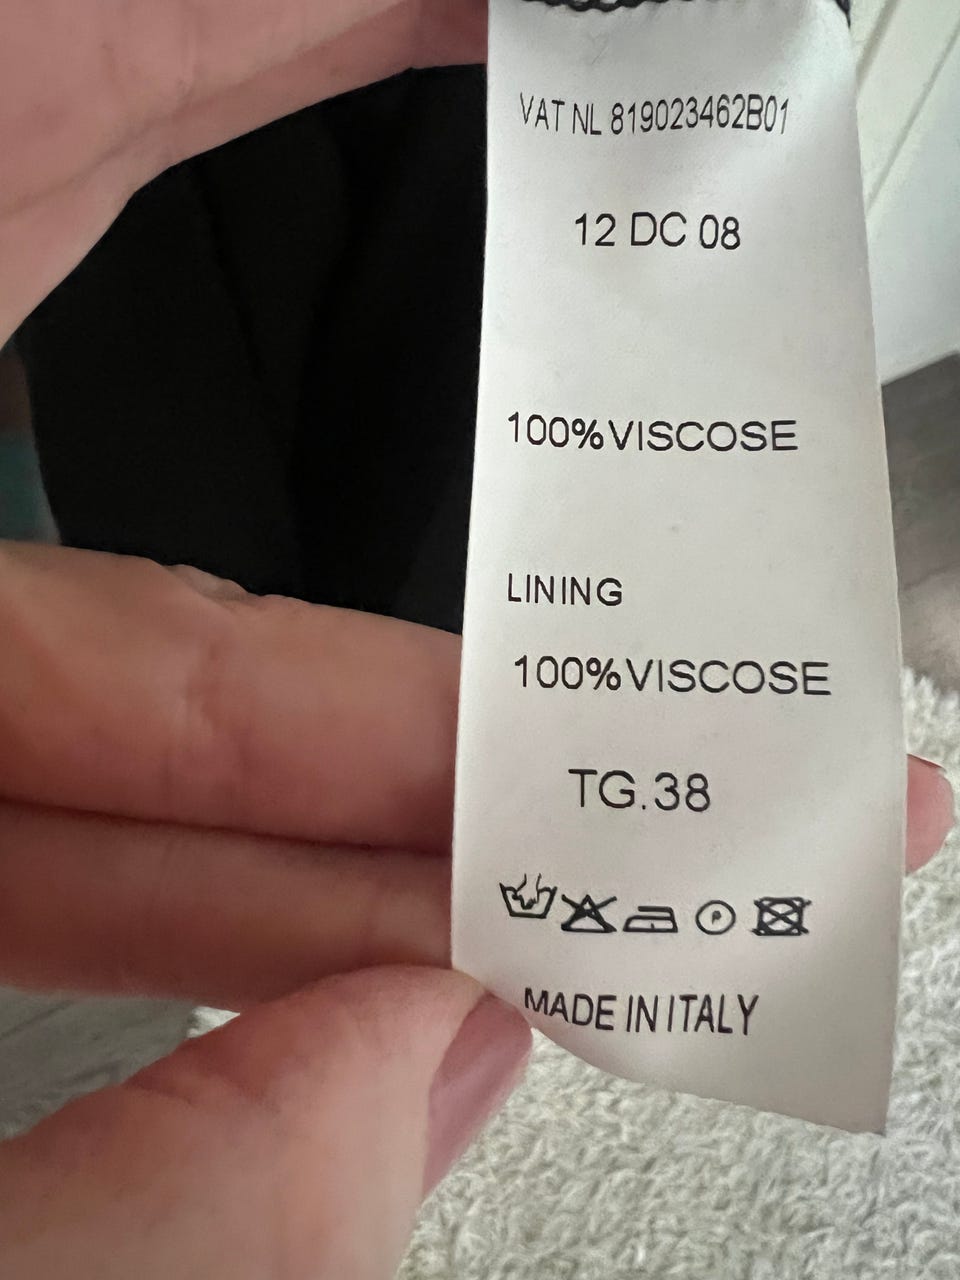 VAT NL 819023462B01
12 DC 08
100% VISCOSE
LINING
100% VISCOSE
TG.38
P
MADE IN ITALY